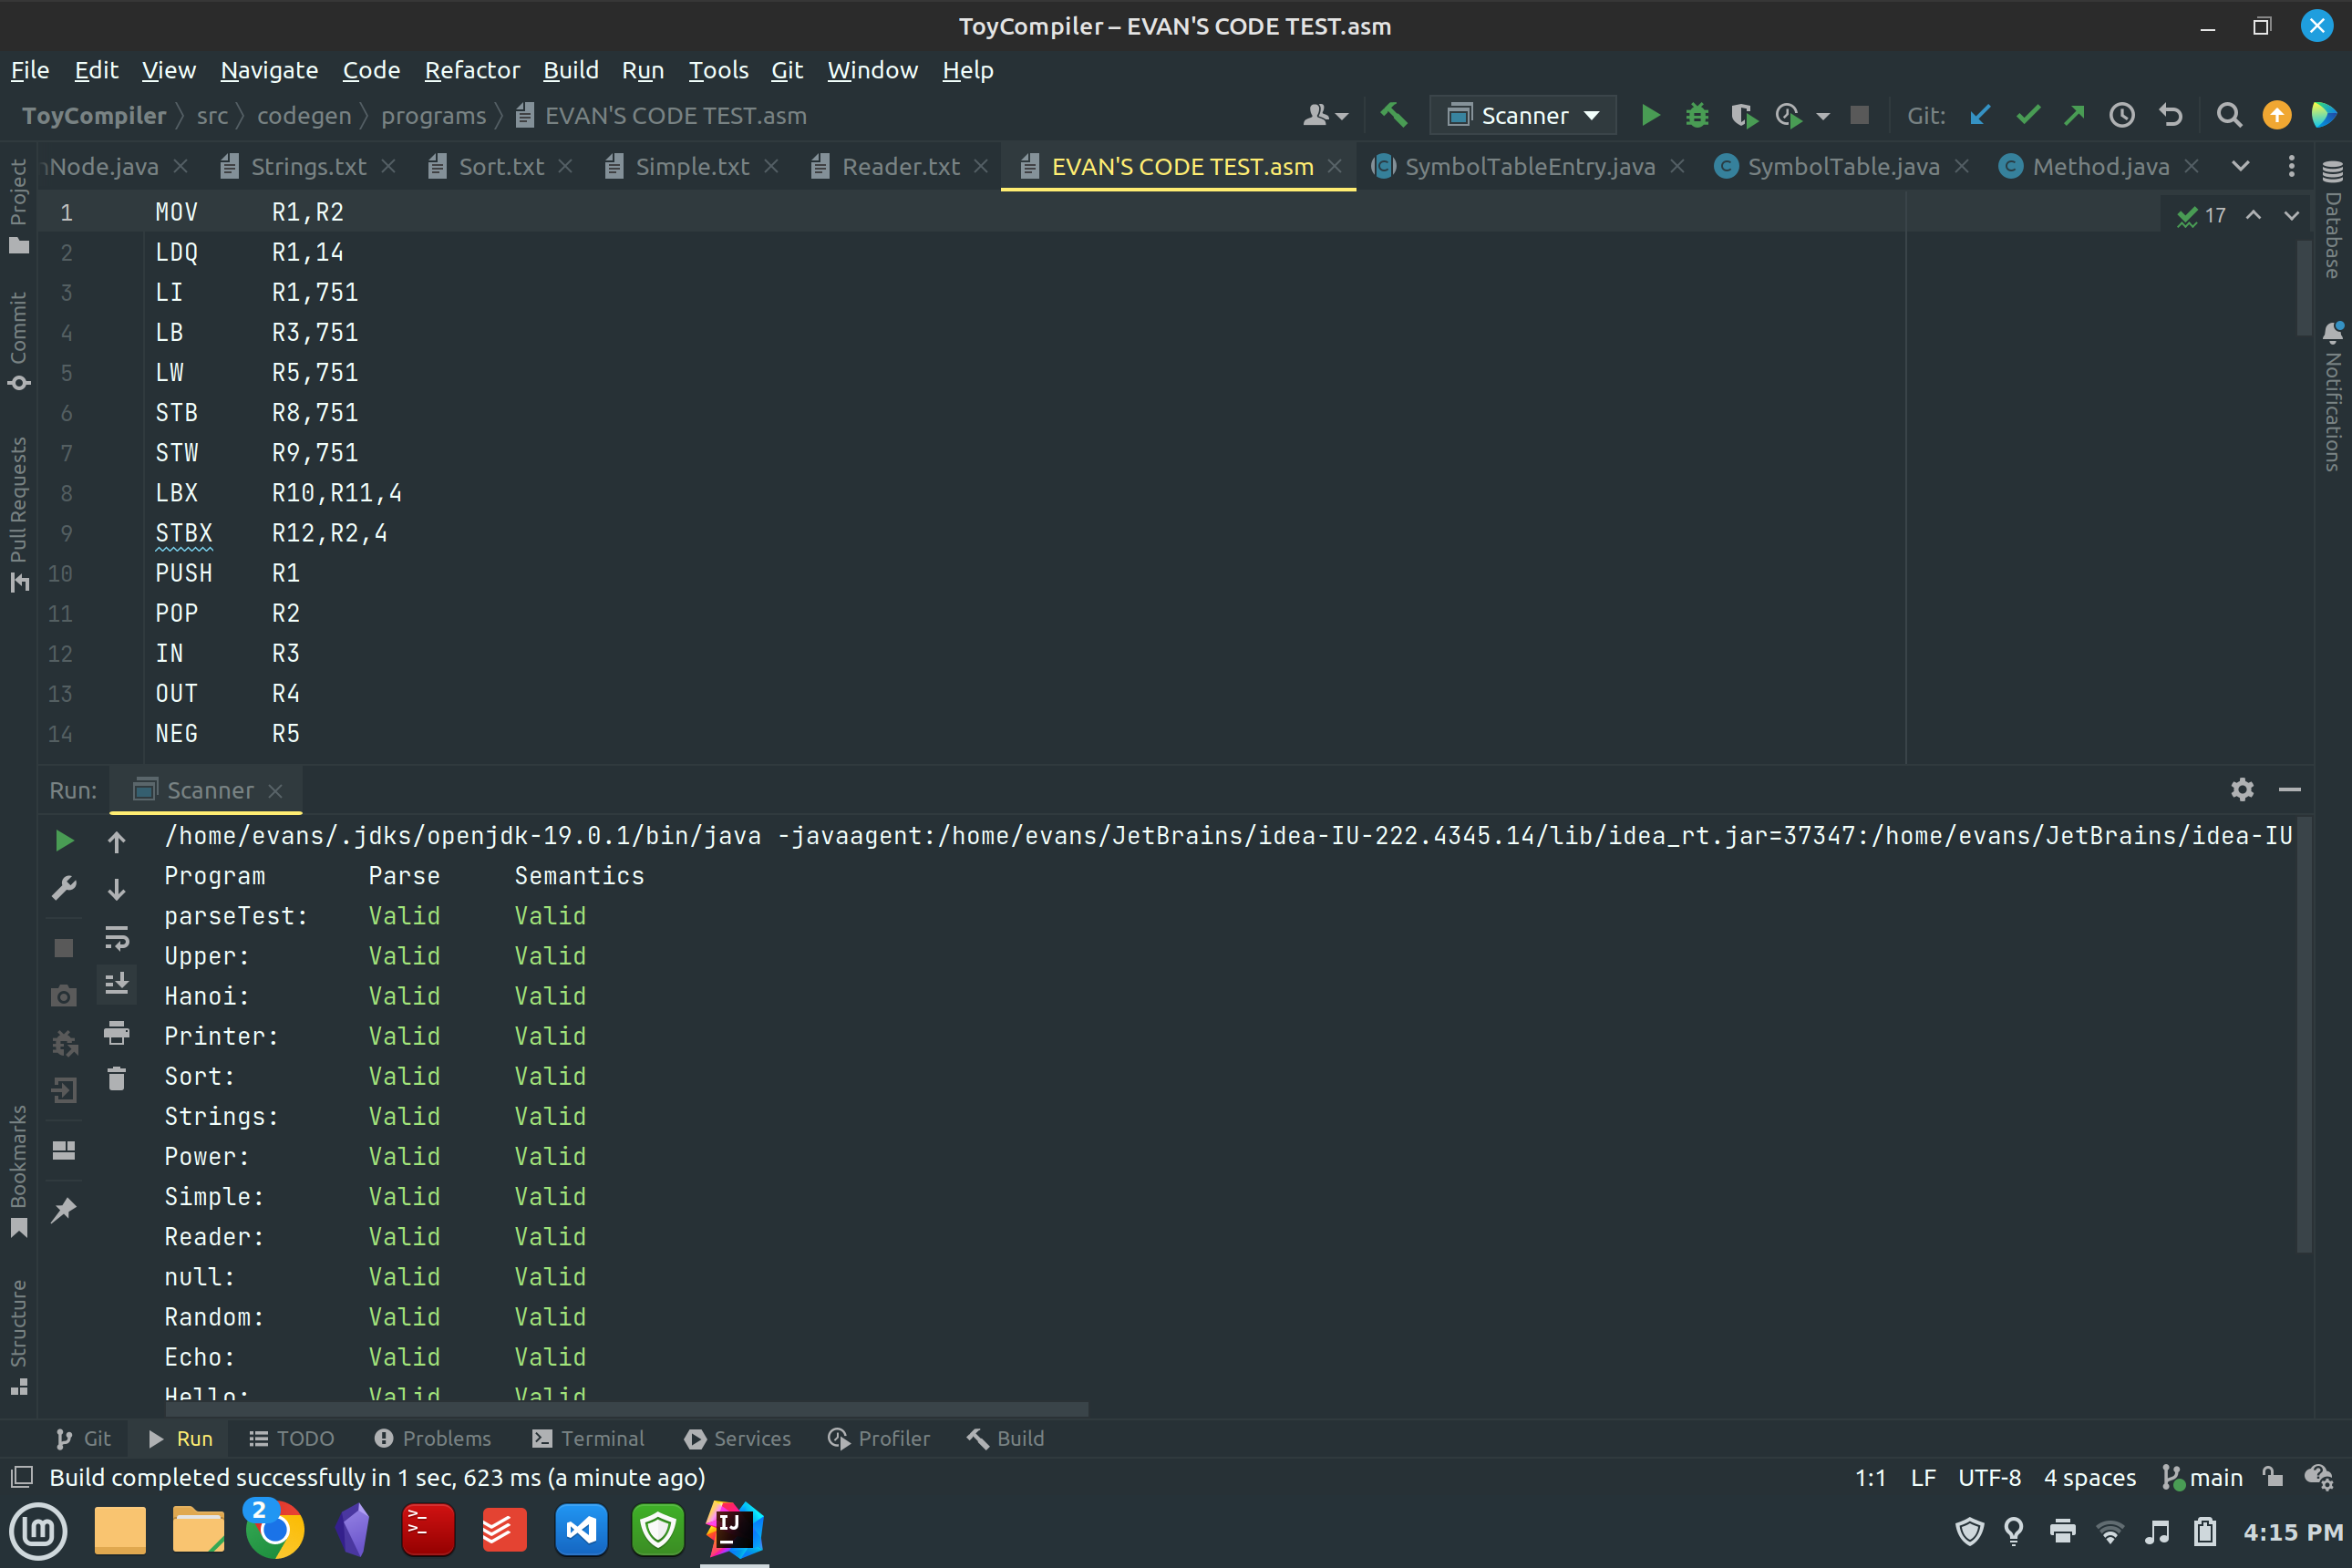 ToyCompiler – EVAN'S CODE TEST.asm
File Edit View Navigate Code Refactor Build Run Tools Git Window Help
ToyCompiler src codegen programs EVAN'S CODE TEST.asm Scanner Git:
nNode.java Strings.txt Sort.txt Simple.txt Reader.txt EVAN'S CODE TEST.asm SymbolTableEntry.java SymbolTable.java Method.java
Project
Commit
Pull Requests
Bookmarks
Structure
17
Database
Notifications
1 MOV R1,R2
2 LDQ R1,14
3 LI R1,751
4 LB R3,751
5 LW R5,751
6 STB R8,751
7 STW R9,751
8 LBX R10,R11,4
9 STBX R12,R2,4
10 PUSH R1
11 POP R2
12 IN R3
13 OUT R4
14 NEG R5
Run: Scanner
/home/evans/.jdks/openjdk-19.0.1/bin/java -javaagent:/home/evans/JetBrains/idea-IU-222.4345.14/lib/idea_rt.jar=37347:/home/evans/JetBrains/idea-IU
Program Parse Semantics
parseTest: Valid Valid
Upper: Valid Valid
Hanoi: Valid Valid
Printer: Valid Valid
Sort: Valid Valid
Strings: Valid Valid
Power: Valid Valid
Simple: Valid Valid
Reader: Valid Valid
null: Valid Valid
Random: Valid Valid
Echo: Valid Valid
Hello: Valid Valid
Git Run TODO Problems Terminal Services Profiler Build
Build completed successfully in 1 sec, 623 ms (a minute ago) 1:1 LF UTF-8 4 spaces main
2 IJ 4:15 PM